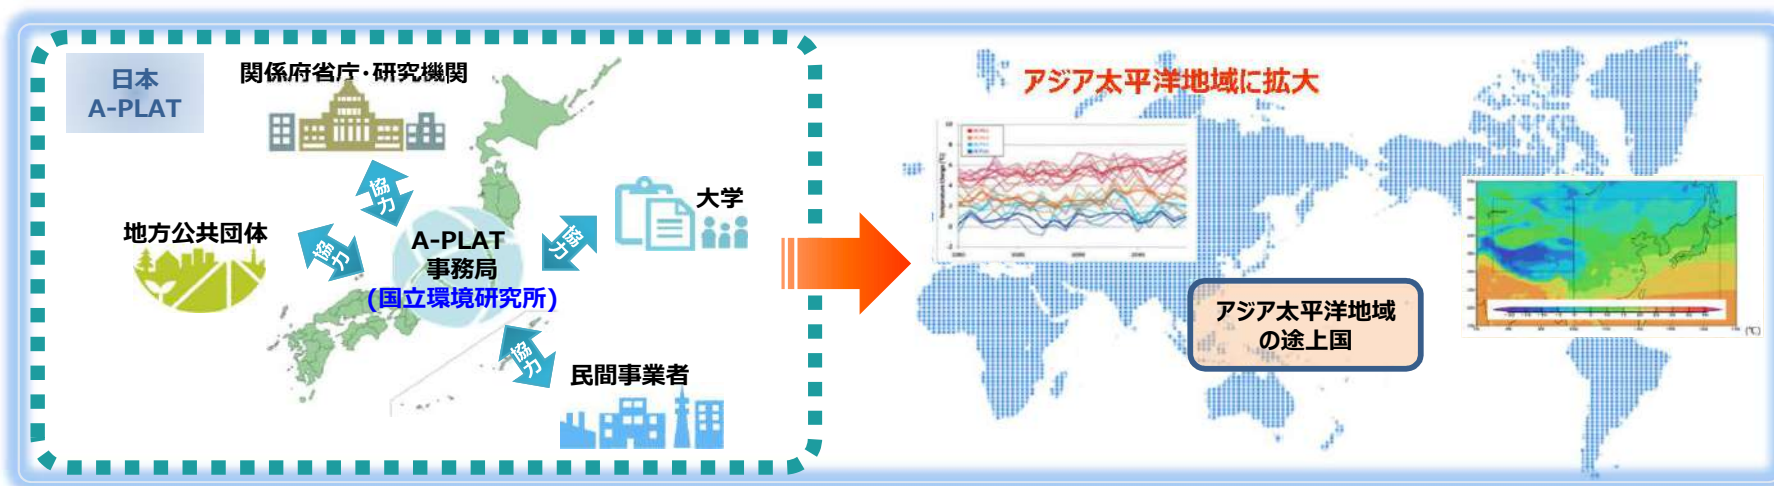 日本
A-PLAT
関係府省庁･研究機関
協力
大学
地方公共団体
協力
協力
A-PLAT
事務局
(国立環境研究所)
協力
民間事業者
アジア太平洋地域に拡大
Temperature Change (℃)
アジア太平洋地域
の途上国
(℃)